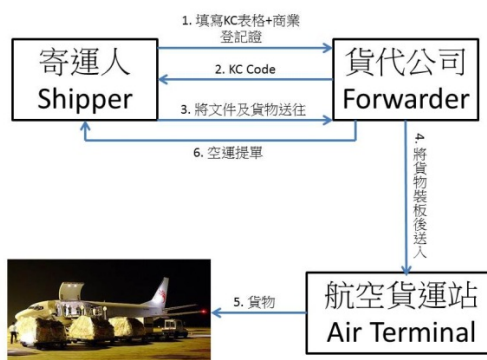 1. 填寫KC表格+商業
登記證
寄運人
Shipper
2. KC Code
貨代公司
Forwarder
3. 將文件及貨物送往
6. 空運提單
4. 將貨物裝板後送入
5. 貨物
航空貨運站
Air Terminal